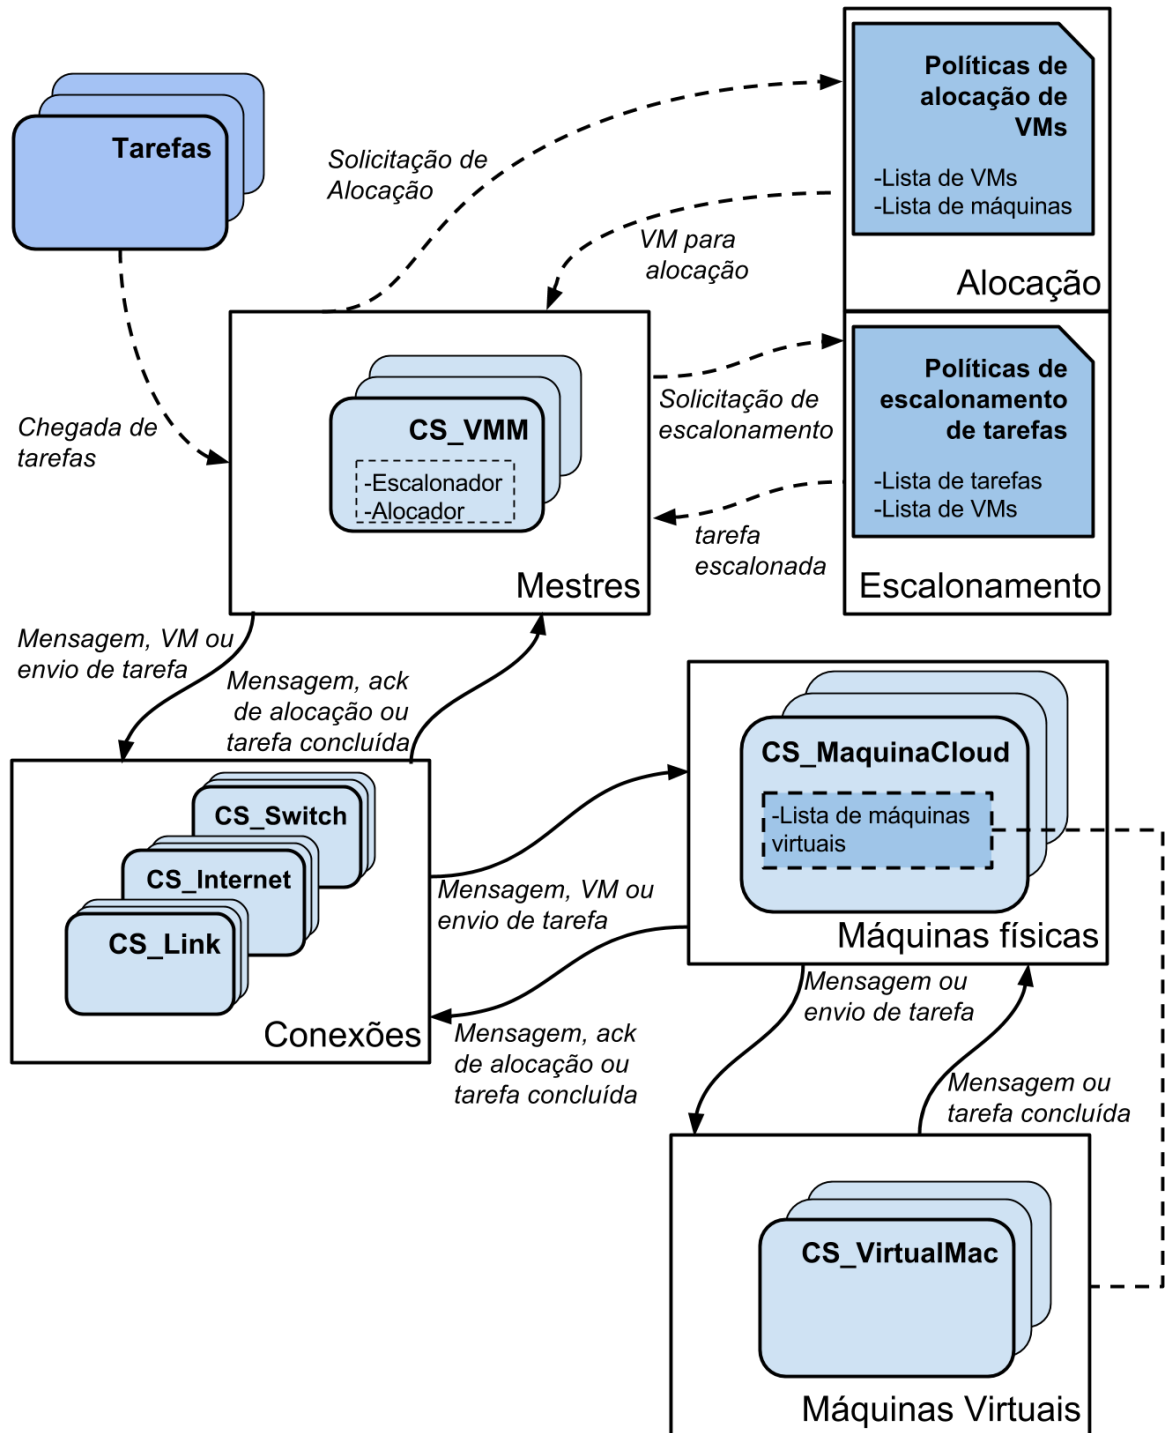 Tarefas
Solicitação de
Alocação
Políticas de
alocação de
VMs
-Lista de VMs
-Lista de máquinas
Alocação
VM para
alocação
Chegada de
tarefas
CS_VMM
-Escalonador
-Alocador
Mestres
Solicitação de
escalonamento
tarefa
escalonada
Políticas de
escalonamento
de tarefas
-Lista de tarefas
-Lista de VMs
Escalonamento
Mensagem, VM ou
envio de tarefa
Mensagem, ack
de alocação ou
tarefa concluída
CS_Switch
CS_Internet
CS_Link
Conexões
Mensagem, VM ou
envio de tarefa
Mensagem, ack
de alocação ou
tarefa concluída
CS_MaquinaCloud
-Lista de máquinas
virtuais
Máquinas físicas
Mensagem ou
envio de tarefa
Mensagem ou
tarefa concluída
CS_VirtualMac
Máquinas Virtuais